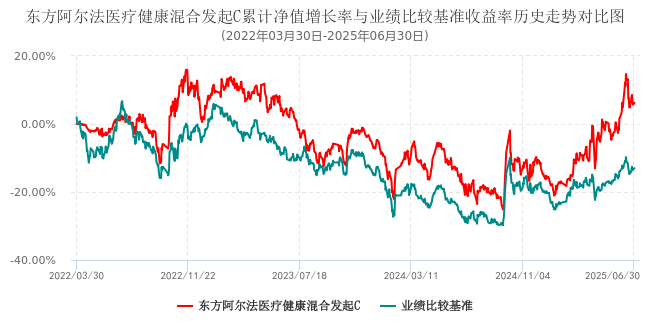 东方阿尔法医疗健康混合发起C累计净值增长率与业绩比较基准收益率历史走势对比图
(2022年03月30日-2025年06月30日)
20.00%
0.00%
-20.00%
-40.00%
2022/03/30 2022/11/22 2023/07/18 2024/03/11 2024/11/04 2025/06/30
东方阿尔法医疗健康混合发起C 业绩比较基准